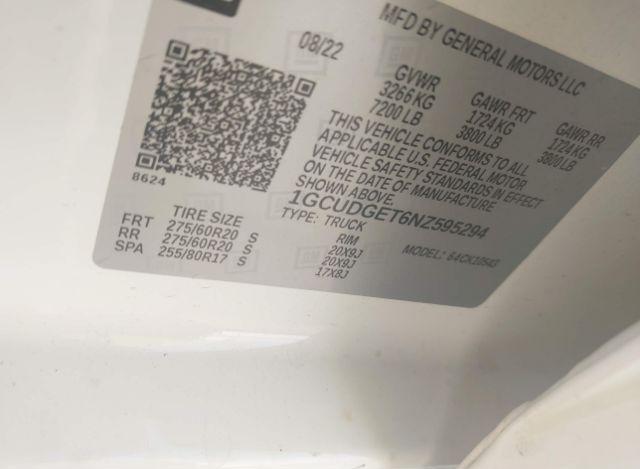 MFD BY GENERAL MOTORS LLC
08/22
GVWR GAWR FRT GAWR RR
3266 KG 1724 KG 1724 KG
7200 LB 3800 LB 3800 LB
THIS VEHICLE CONFORMS TO ALL
APPLICABLE U.S. FEDERAL MOTOR
VEHICLE SAFETY STANDARDS IN EFFECT
ON THE DATE OF MANUFACTURE
SHOWN ABOVE.
1GCUDGET6NZ595294
TYPE: TRUCK
MODEL: 64CK10543
8624
TIRE SIZE RIM
FRT 275/60R20 S 20X9J
RR 275/60R20 S 20X9J
SPA 255/80R17 S 17X8J